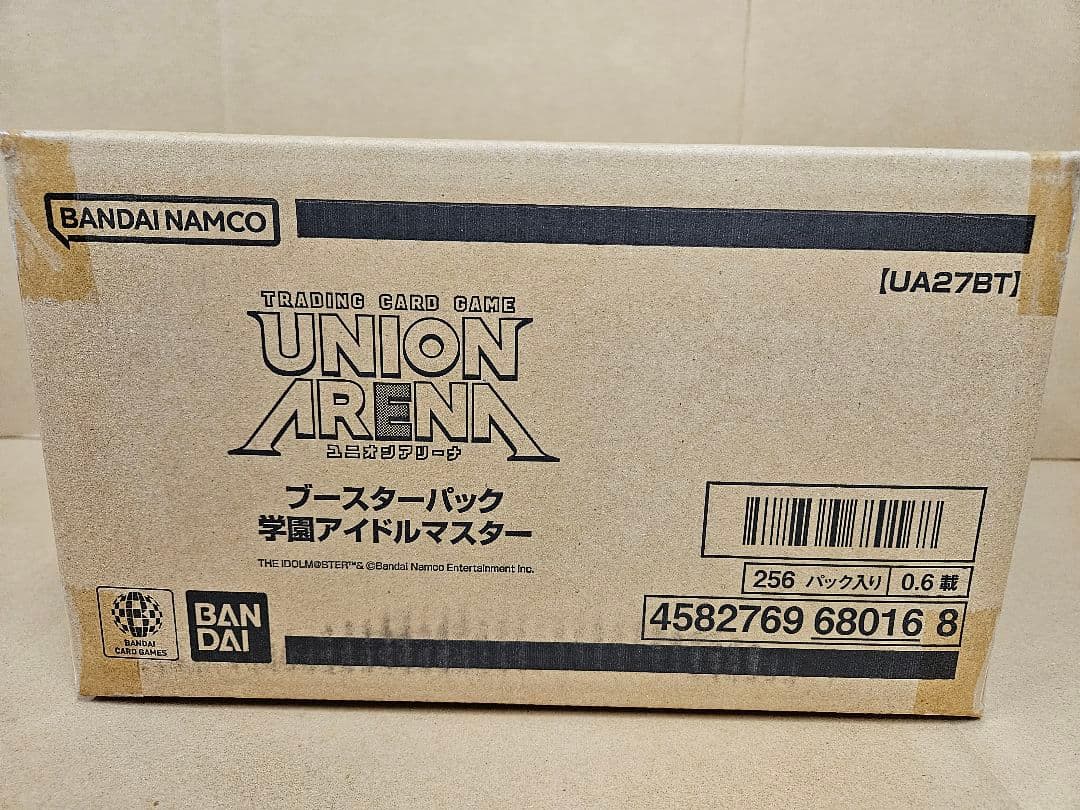 BANDAI NAMCO
【UA27BT】
TRADING CARD GAME
UNION
ARENA
ユニオンアリーナ
ブースターパック
学園アイドルマスター
THE IDOLM@STER™& ©Bandai Namco Entertainment Inc.
256 パック入り 0.6 載
4582769 68016 8
BANDAI
CARD GAMES
BAN
DAI